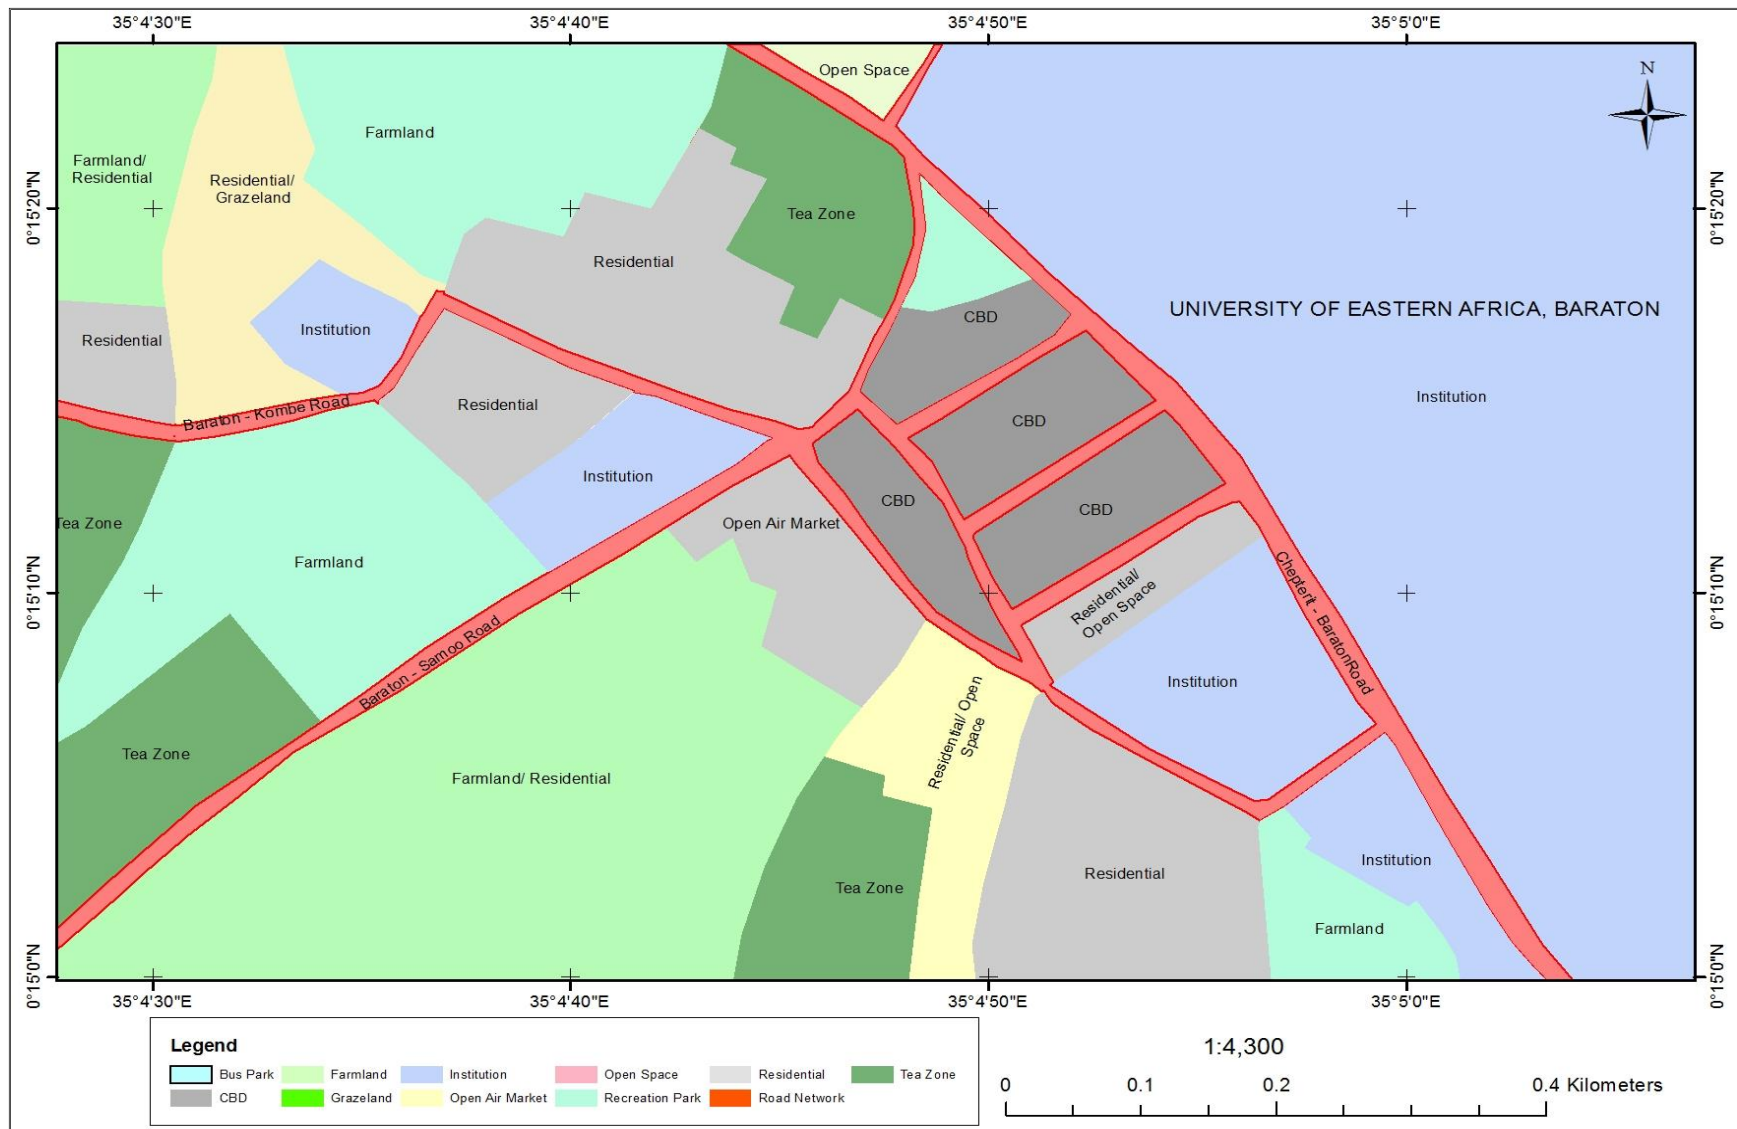 35°4'30"E
35°4'40"E
35°4'50"E
35°5'0"E
Open Space
N
Farmland
Farmland/
Residential
Residential/
Grazeland
0°15'20"N
0°15'20"N
Tea Zone
Residential
UNIVERSITY OF EASTERN AFRICA, BARATON
CBD
Institution
Residential
Institution
Residential
Baraton - Kombe Road
CBD
Institution
CBD
CBD
Tea Zone
Open Air Market
Farmland
0°15'10"N
0°15'10"N
Residential/
Open Space
Chepterit - BaratonRoad
Baraton - Samoo Road
Institution
Residential/ Open
Space
Tea Zone
Farmland/ Residential
Institution
Residential
Tea Zone
Farmland
0°15'0"N
0°15'0"N
35°4'30"E
35°4'40"E
35°4'50"E
35°5'0"E
Legend
Bus Park
Farmland
Institution
Open Space
Residential
Tea Zone
CBD
Grazeland
Open Air Market
Recreation Park
Road Network
1:4,300
0 0.1 0.2 0.4 Kilometers